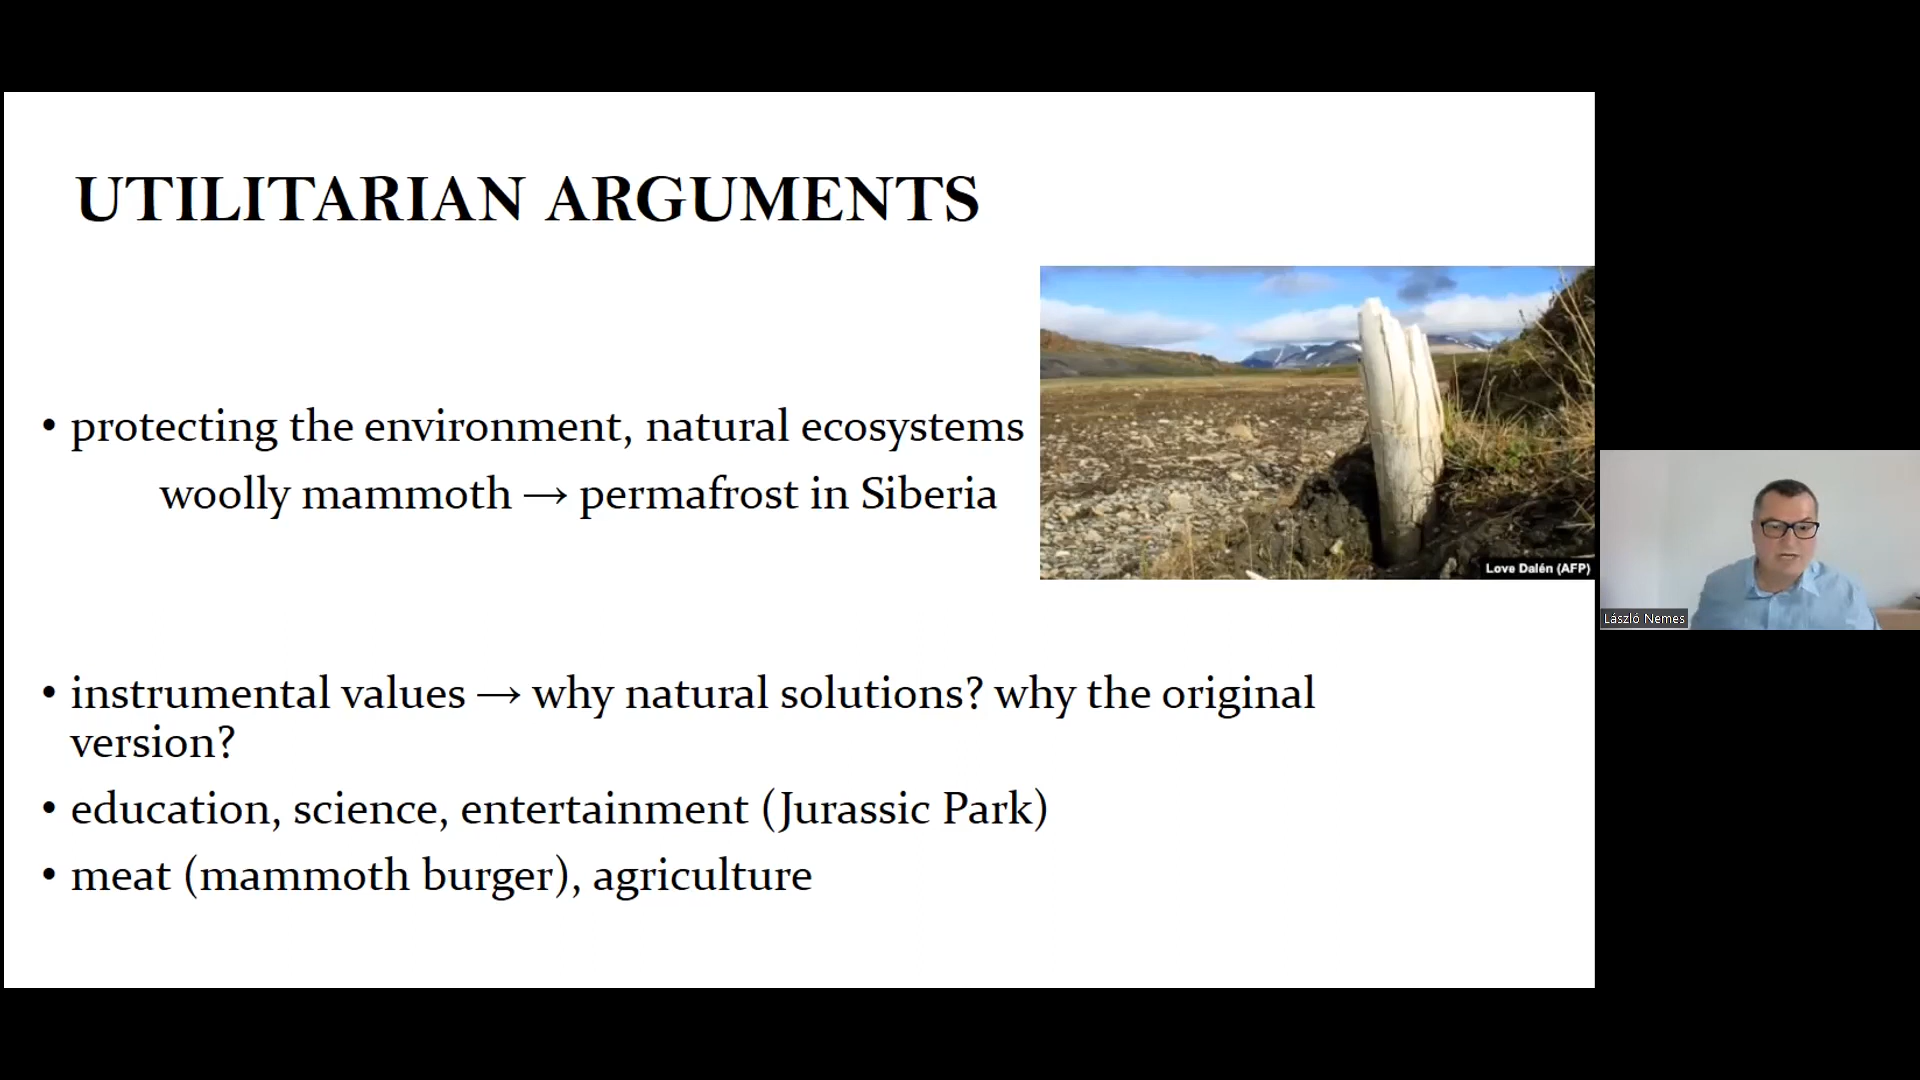 UTILITARIAN ARGUMENTS
• protecting the environment, natural ecosystems
woolly mammoth → permafrost in Siberia
Love Dalén (AFP)
László Nemes
• instrumental values → why natural solutions? why the original
version?
• education, science, entertainment (Jurassic Park)
• meat (mammoth burger), agriculture